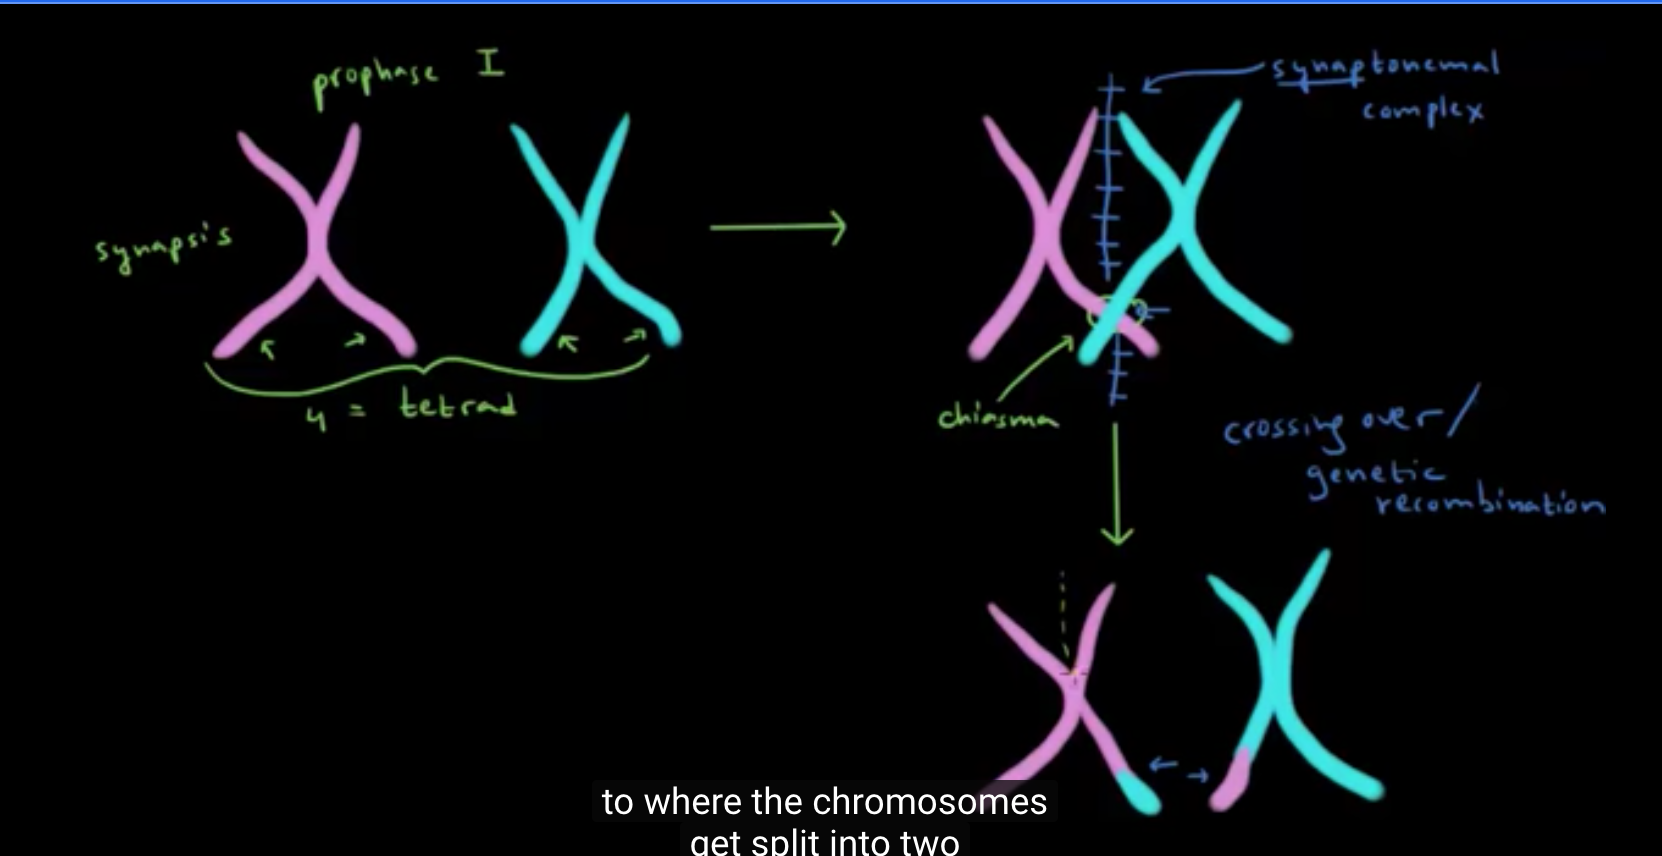 prophase I
synapsis
4 = tetrad
synaptonemal
complex
chiasma
crossing over/
genetic
recombination
to where the chromosomes
get split into two